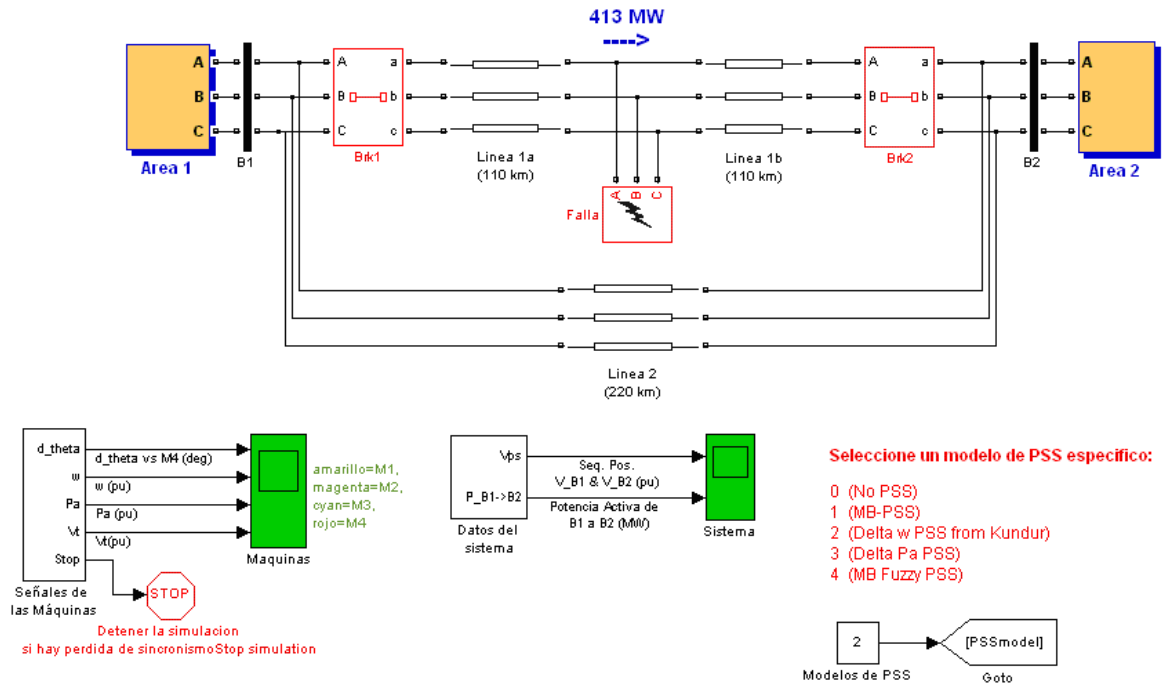 413 MW
---->
A
B
C
Area 1
B1
A
B
C
a
b
c
Brk1
Linea 1a
(110 km)
A
B
C
Falla
Linea 1b
(110 km)
A
B
C
a
b
c
Brk2
B2
A
B
C
Area 2
Linea 2
(220 km)
d_theta
w
Pa
Vt
Stop
Señales de
las Máquinas
d_theta vs M4 (deg)
w (pu)
Pa (pu)
Vt(pu)
Maquinas
amarillo=M1,
magenta=M2,
cyan=M3,
rojo=M4
STOP
Detener la simulacion
si hay perdida de sincronismoStop simulation
Vps
P_B1->B2
Datos del
sistema
Seq. Pos.
V_B1 & V_B2 (pu)
Potencia Activa de
B1 a B2 (MW)
Sistema
Seleccione un modelo de PSS específico:
0 (No PSS)
1 (MB-PSS)
2 (Delta w PSS from Kundur)
3 (Delta Pa PSS)
4 (MB Fuzzy PSS)
2
Modelos de PSS
[PSSmodel]
Goto